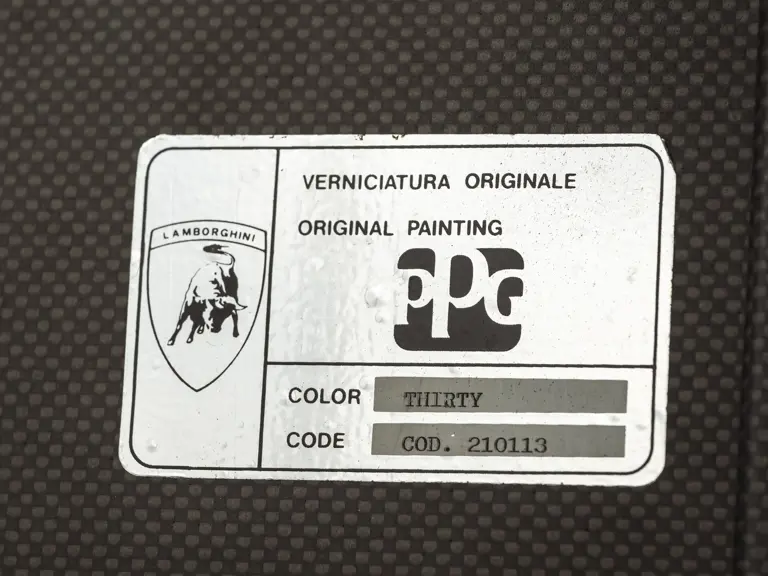 LAMBORGHINI
VERNICIATURA ORIGINALE
ORIGINAL PAINTING
PPG
COLOR THIRTY
CODE COD. 210113